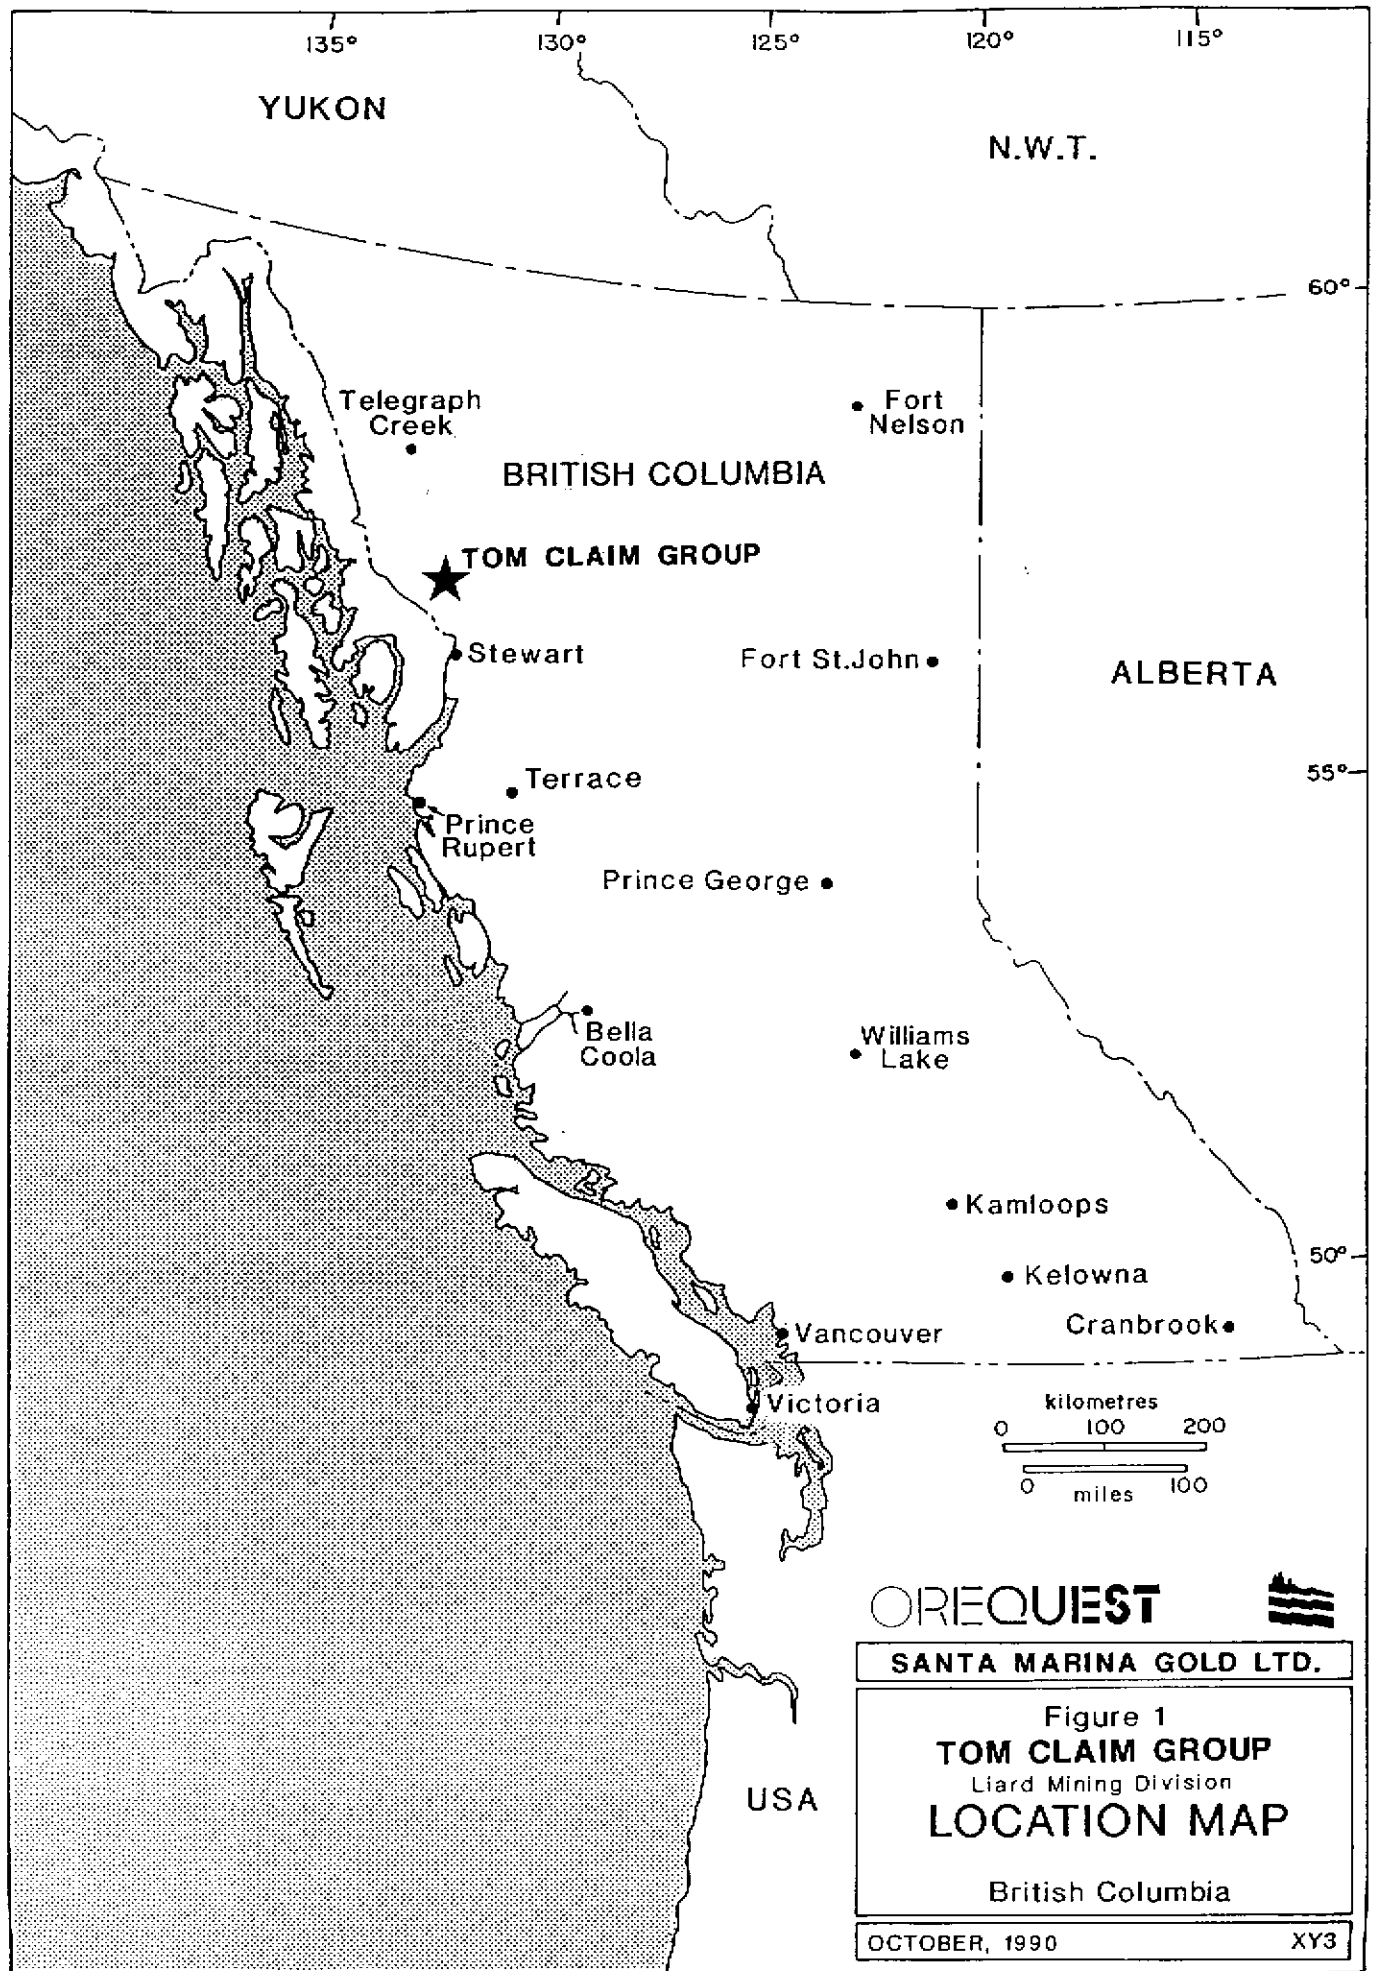 135° 130° 125° 120° 115°
YUKON
N.W.T.
60°
Telegraph
Creek
Fort
Nelson
BRITISH COLUMBIA
TOM CLAIM GROUP
Stewart
Fort St.John
ALBERTA
55°
Terrace
Prince
Rupert
Prince George
Bella
Coola
Williams
Lake
Kamloops
50°
Kelowna
Cranbrook
Vancouver
Victoria
kilometres
0 100 200
0 miles 100
OREQUEST
SANTA MARINA GOLD LTD.
Figure 1
TOM CLAIM GROUP
Liard Mining Division
LOCATION MAP
USA
British Columbia
OCTOBER, 1990 XY3